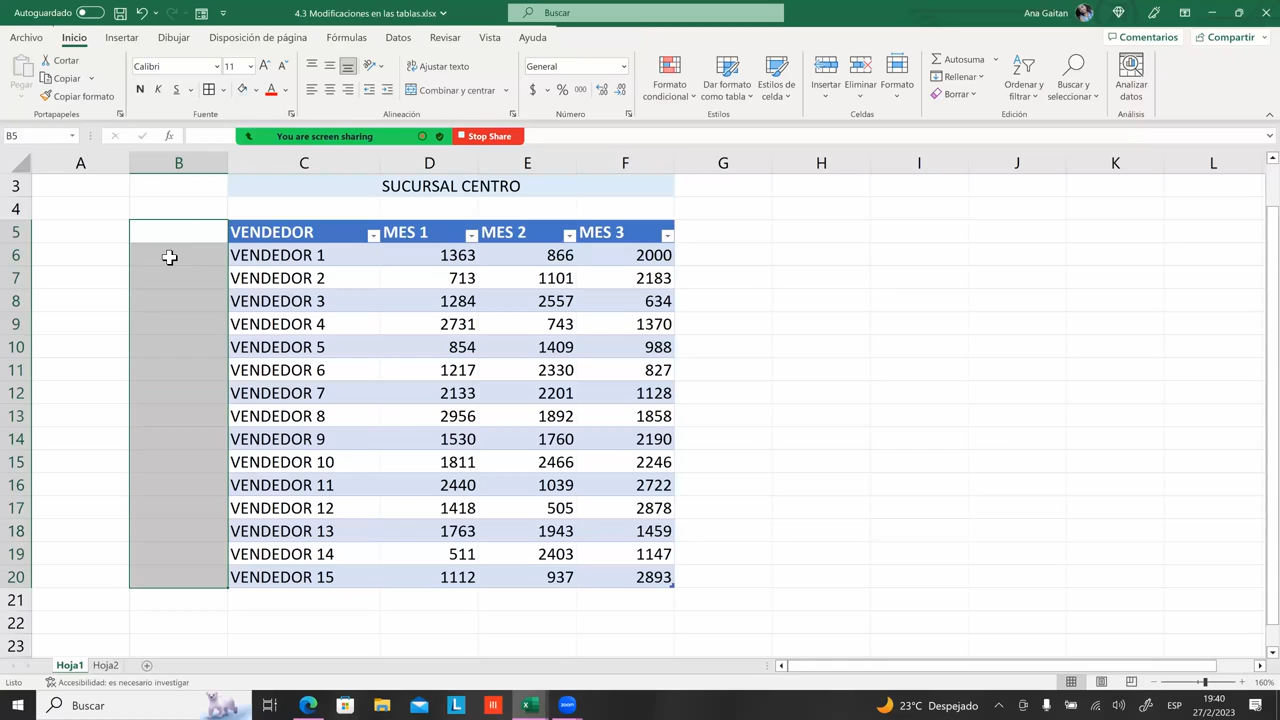 Autoguardado
4.3 Modificaciones en las tablas.xlsx
Buscar
Ana Gaitan
Archivo Inicio Insertar Dibujar Disposición de página Fórmulas Datos Revisar Vista Ayuda
Comentarios Compartir
Pegar
Cortar
Copiar
Copiar formato
Portapapeles
Calibri 11
N K S
Fuente
Ajustar texto
Combinar y centrar
Alineación
General
$ % 000
Número
Formato condicional
Dar formato como tabla
Estilos de celda
Estilos
Insertar
Eliminar
Formato
Celdas
Autosuma
Rellenar
Borrar
Ordenar y filtrar
Buscar y seleccionar
Edición
Analizar datos
Análisis
B5
fx
You are screen sharing
Stop Share
A B C D E F G H I J K L
3 SUCURSAL CENTRO
4
5 VENDEDOR MES 1 MES 2 MES 3
6 VENDEDOR 1 1363 866 2000
7 VENDEDOR 2 713 1101 2183
8 VENDEDOR 3 1284 2557 634
9 VENDEDOR 4 2731 743 1370
10 VENDEDOR 5 854 1409 988
11 VENDEDOR 6 1217 2330 827
12 VENDEDOR 7 2133 2201 1128
13 VENDEDOR 8 2956 1892 1858
14 VENDEDOR 9 1530 1760 2190
15 VENDEDOR 10 1811 2466 2246
16 VENDEDOR 11 2440 1039 2722
17 VENDEDOR 12 1418 505 2878
18 VENDEDOR 13 1763 1943 1459
19 VENDEDOR 14 511 2403 1147
20 VENDEDOR 15 1112 937 2893
21
22
23
Hoja1 Hoja2
Listo Accesibilidad: es necesario investigar
160%
Buscar
23°C Despejado
ESP
19:40
27/2/2023